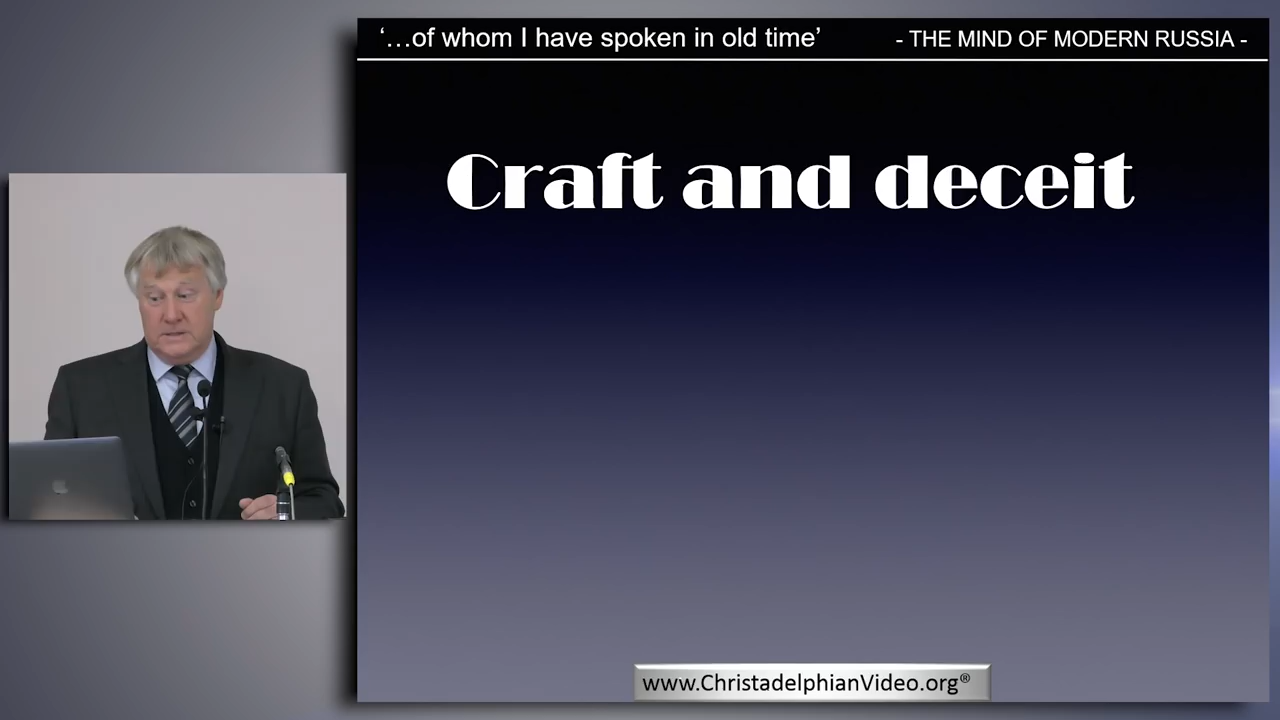 ‘…of whom I have spoken in old time’
- THE MIND OF MODERN RUSSIA -
Craft and deceit
www.ChristadelphianVideo.org®